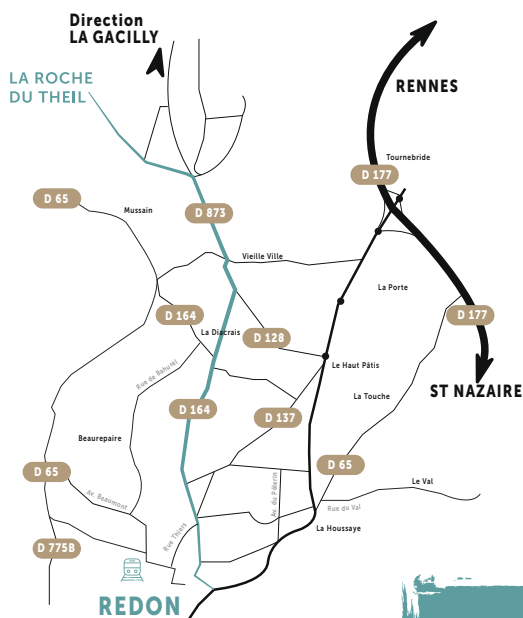 Direction
LA GACILLY
LA ROCHE
DU THEIL
RENNES
Tournebride
D 177
D 65
Mussain
D 873
Vieille Ville
La Porte
D 164
D 177
La Diacrais
D 128
Le Haut Pâtis
Rue de Bahurel
ST NAZAIRE
La Touche
D 164
D 137
Beaurepaire
D 65
D 65
Le Val
Av. Beaumont
Av. du Pélerin
Rue du Val
La Houssaye
Rue Thiers
D 775B
REDON